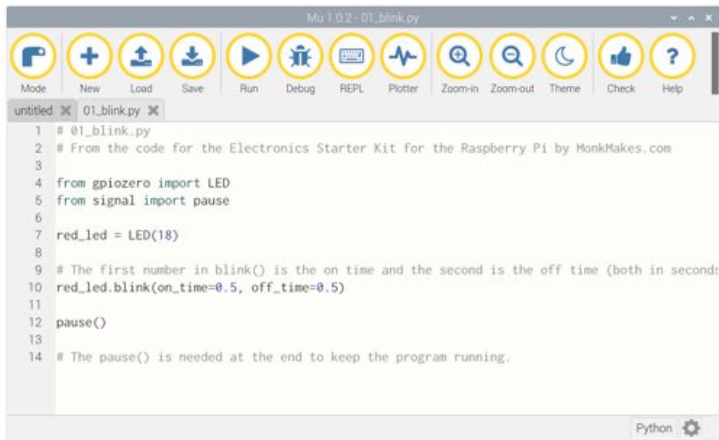 Mu 1.0.2 - 01_blink.py
Mode New Load Save Run Debug REPL Plotter Zoom-in Zoom-out Theme Check Help
untitled 01_blink.py
1 # 01_blink.py
2 # From the code for the Electronics Starter Kit for the Raspberry Pi by MonkMakes.com
3
4 from gpiozero import LED
5 from signal import pause
6
7 red_led = LED(18)
8
9 # The first number in blink() is the on time and the second is the off time (both in seconds
10 red_led.blink(on_time=0.5, off_time=0.5)
11
12 pause()
13
14 # The pause() is needed at the end to keep the program running.
Python